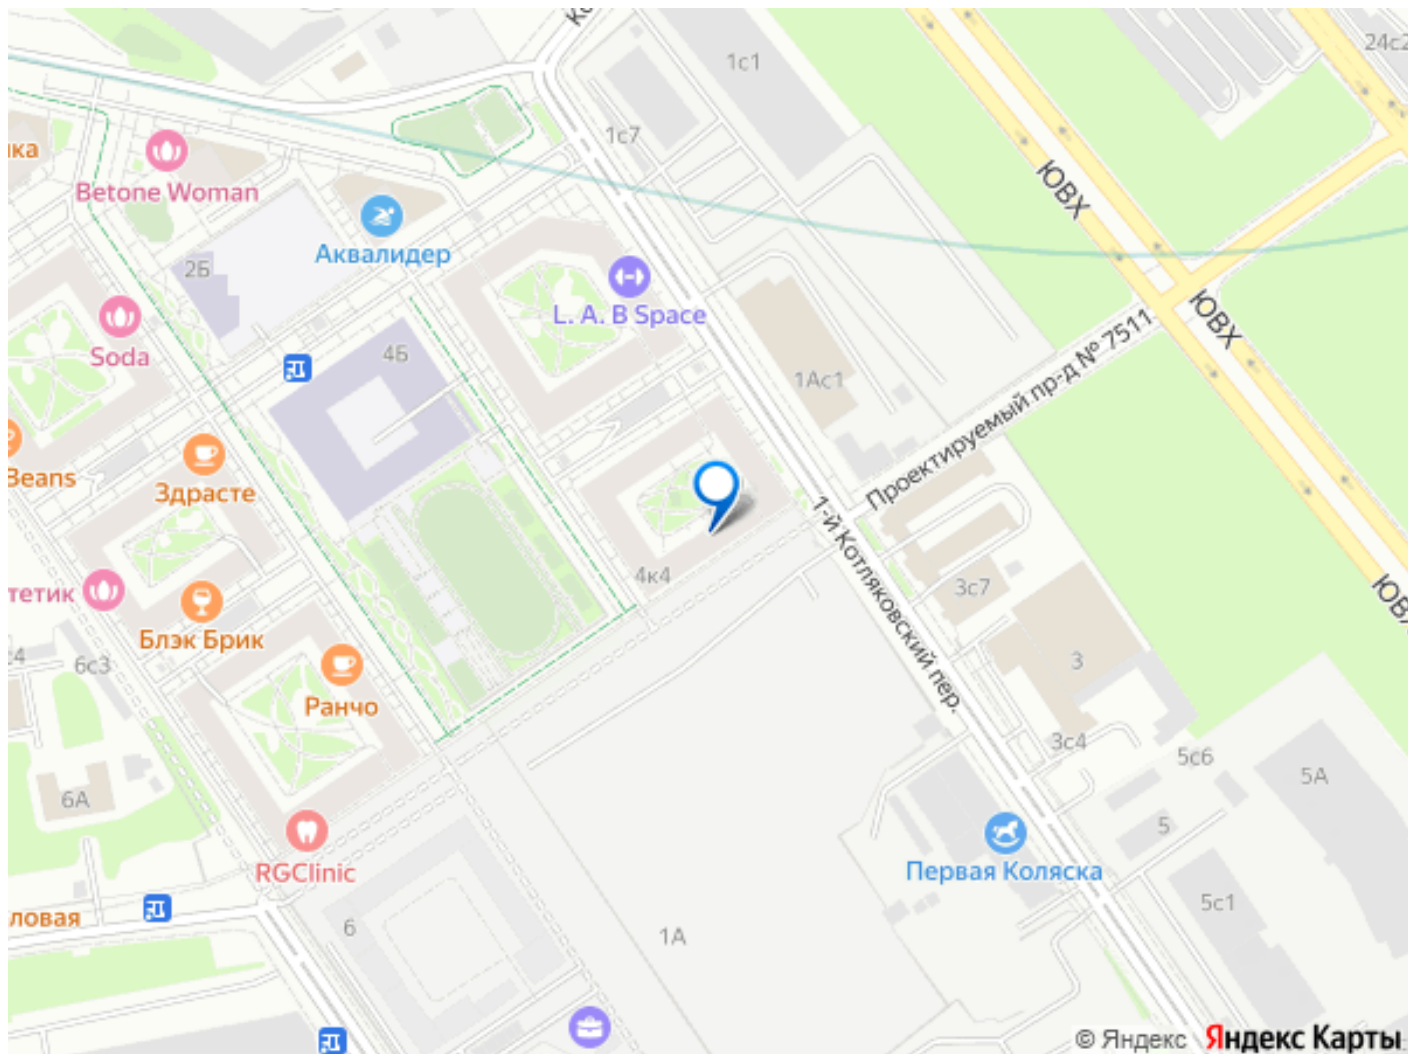 1с1
24с2
1с7
ЮВХ
Betone Woman
Аквалидер
2Б
L. A. B Space
ЮВХ
Soda
4Б
1Ас1
Проектируемый пр-д № 7511
Beans
Здрасте
1-й Котляковский пер.
4к4
3с7
ЮВХ
Блэк Брик
6с3
3
Ранчо
3с4
5с6
5А
6А
5
RGClinic
Первая Коляска
5с1
6
1А
© Яндекс Яндекс Карты